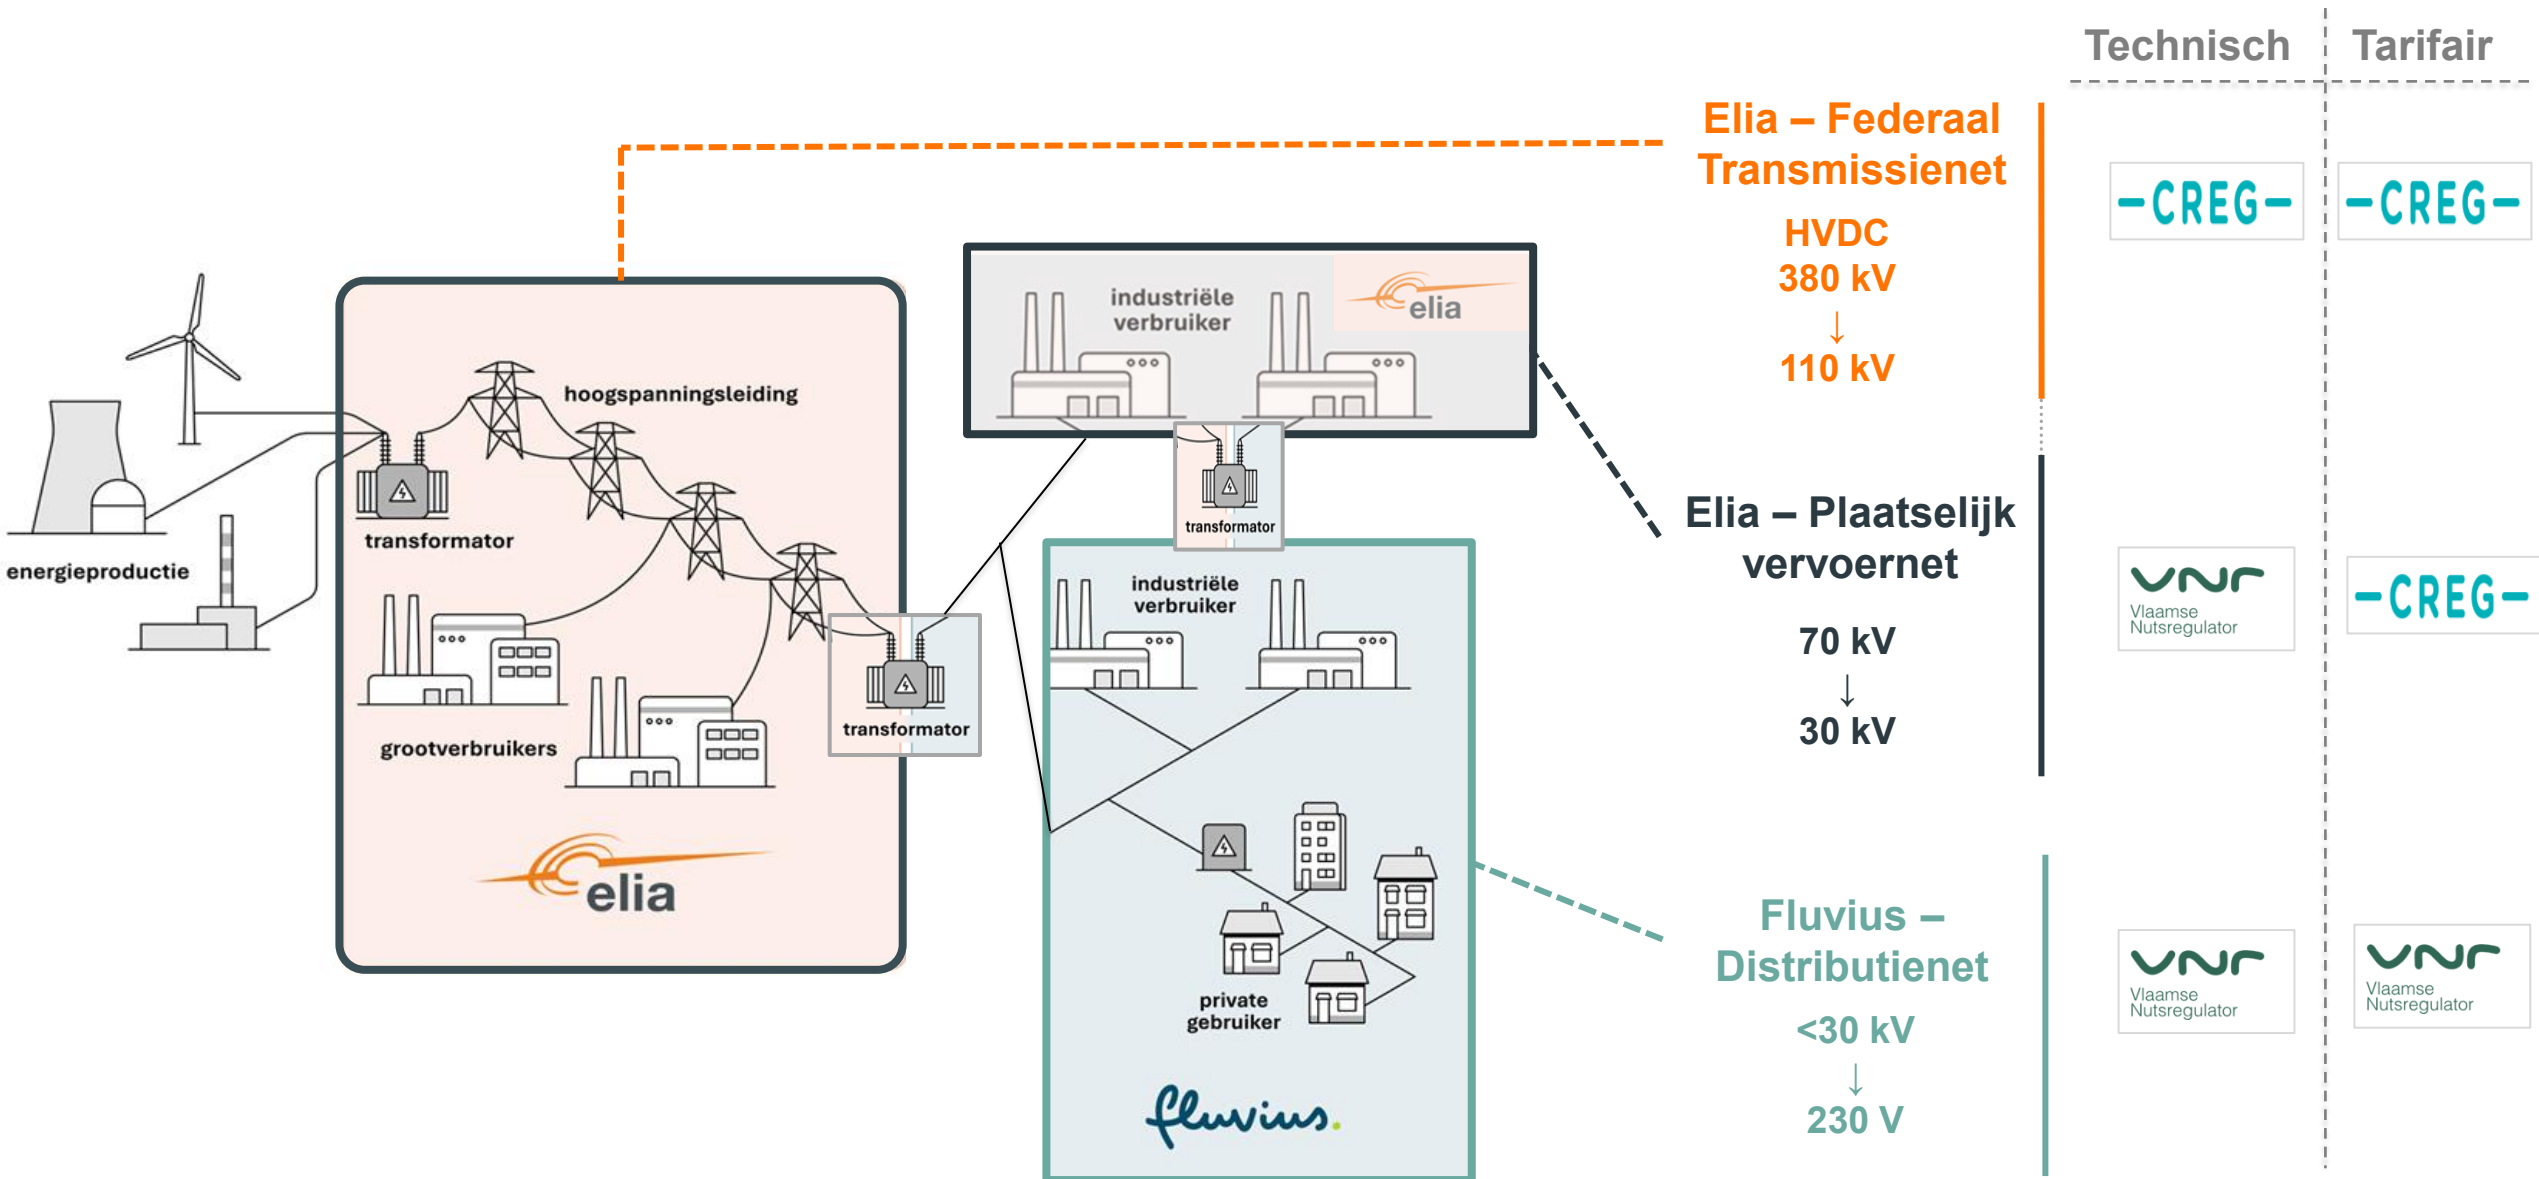 Technisch
Tarifair
Elia – Federaal
Transmissienet
HVDC
380 kV
↓
110 kV
-CREG-
-CREG-
industriële
verbruiker
elia
hoogspanningsleiding
transformator
energieproductie
grootverbruikers
transformator
elia
transformator
Elia – Plaatselijk
vervoernet
70 kV
↓
30 kV
vnr
Vlaamse
Nutsregulator
-CREG-
industriële
verbruiker
private
gebruiker
fluvius.
Fluvius –
Distributienet
<30 kV
↓
230 V
vnr
Vlaamse
Nutsregulator
vnr
Vlaamse
Nutsregulator